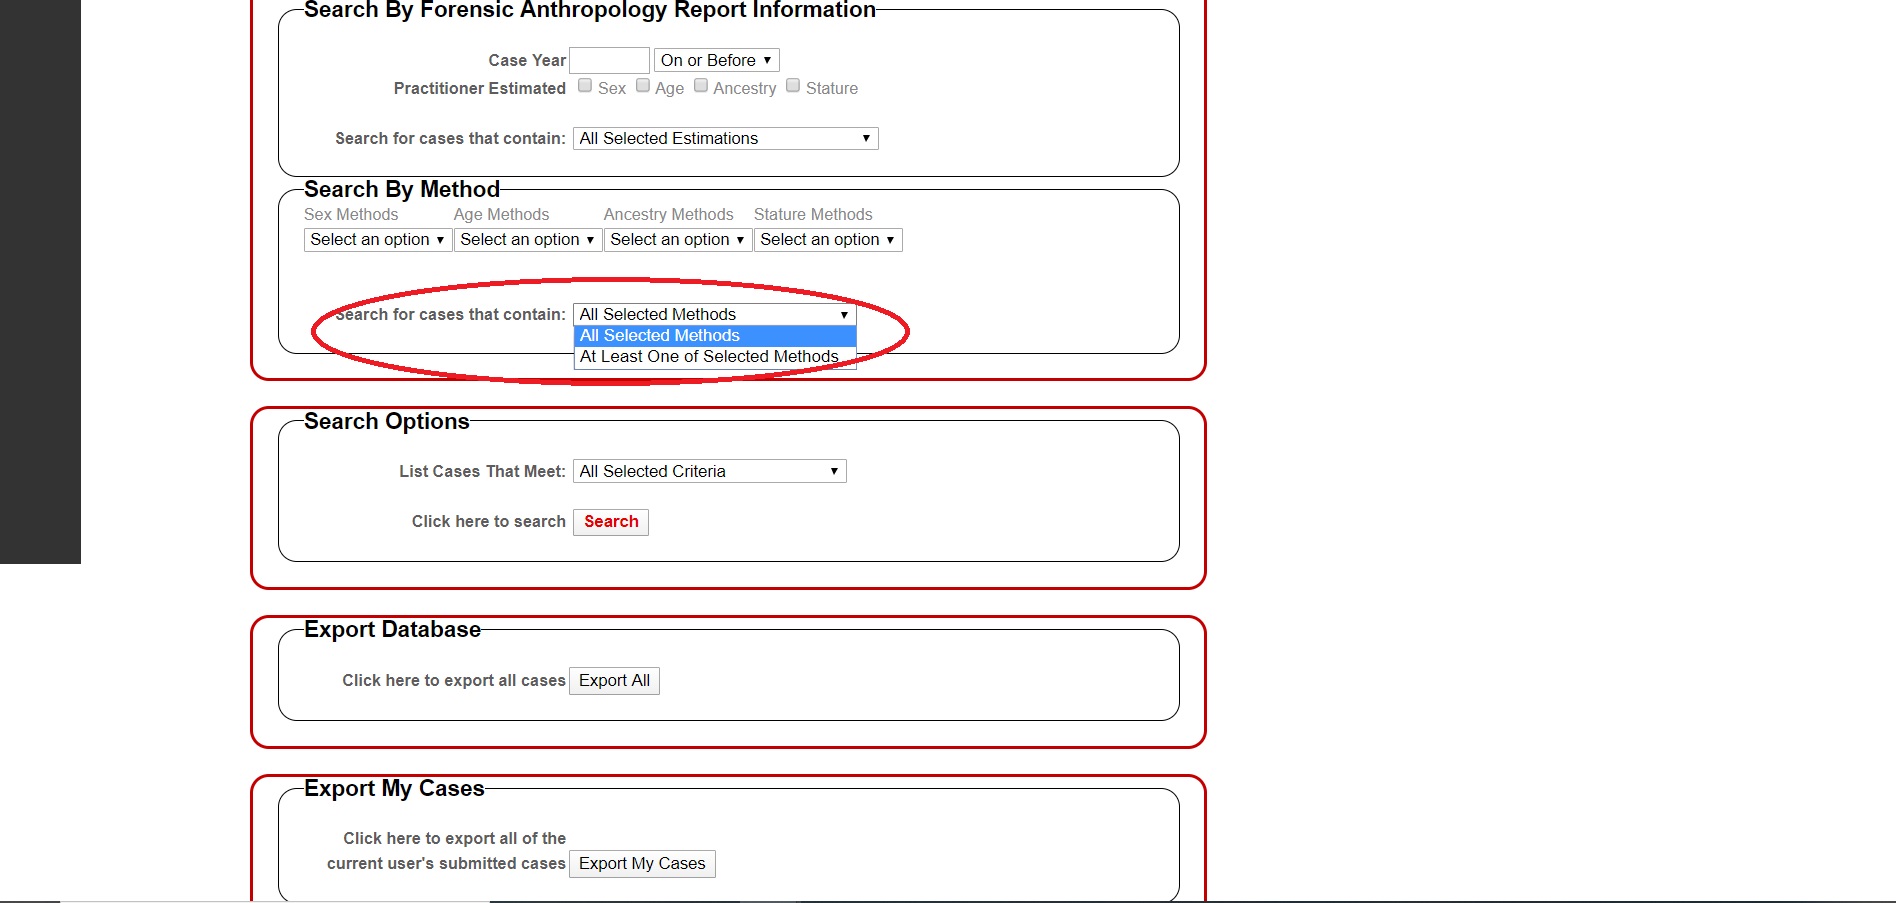 Search By Forensic Anthropology Report Information
Case Year On or Before
Practitioner Estimated Sex Age Ancestry Stature
Search for cases that contain: All Selected Estimations
Search By Method
Sex Methods Age Methods Ancestry Methods Stature Methods
Select an option Select an option Select an option Select an option
Search for cases that contain: All Selected Methods
All Selected Methods
At Least One of Selected Methods
Search Options
List Cases That Meet: All Selected Criteria
Click here to search Search
Export Database
Click here to export all cases Export All
Export My Cases
Click here to export all of the
current user's submitted cases Export My Cases